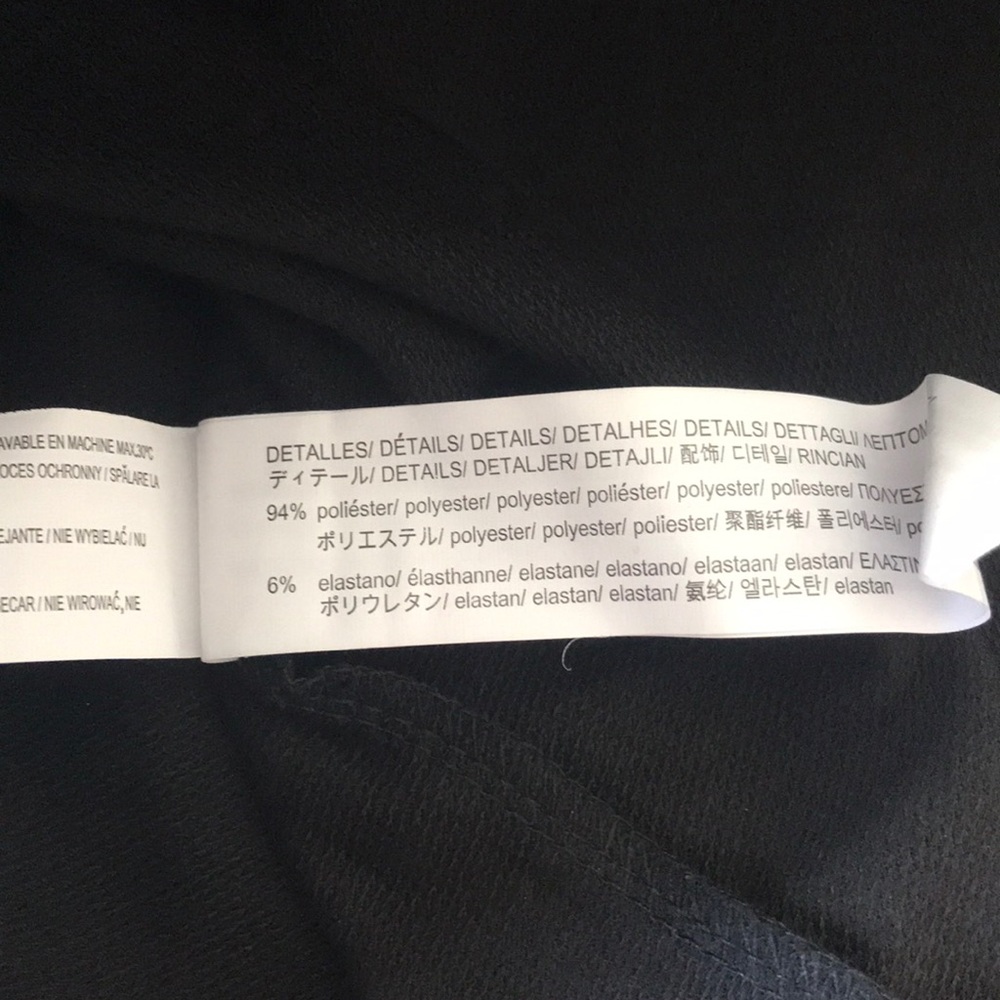 AVABLE EN MACHINE MAX.30ºC
OCES OCHRONNY / SPĂLARE LA
EJANTE / NIE WYBIELAĆ / NU
ECAR / NIE WIROWAĆ, NIE
DETALLES/ DÉTAILS/ DETAILS/ DETALHES/ DETAILS/ DETTAGLI/ ΛΕΠΤΟΜ
ディテール/ DETAILS/ DETALJER/ DETAJLI/ 配饰/ 디테일/ RINCIAN
94% poliéster/ polyester/ polyester/ poliéster/ polyester/ poliestere/ ΠΟΛΥΕΣ
ポリエステル/ polyester/ polyester/ poliester/ 聚酯纤维/ 폴리에스터/ po
6% elastano/ élasthanne/ elastane/ elastano/ elastaan/ elastan/ ΕΛΑΣΤΙΝ
ポリウレタン/ elastan/ elastan/ elastan/ 氨纶/ 엘라스탄/ elastan